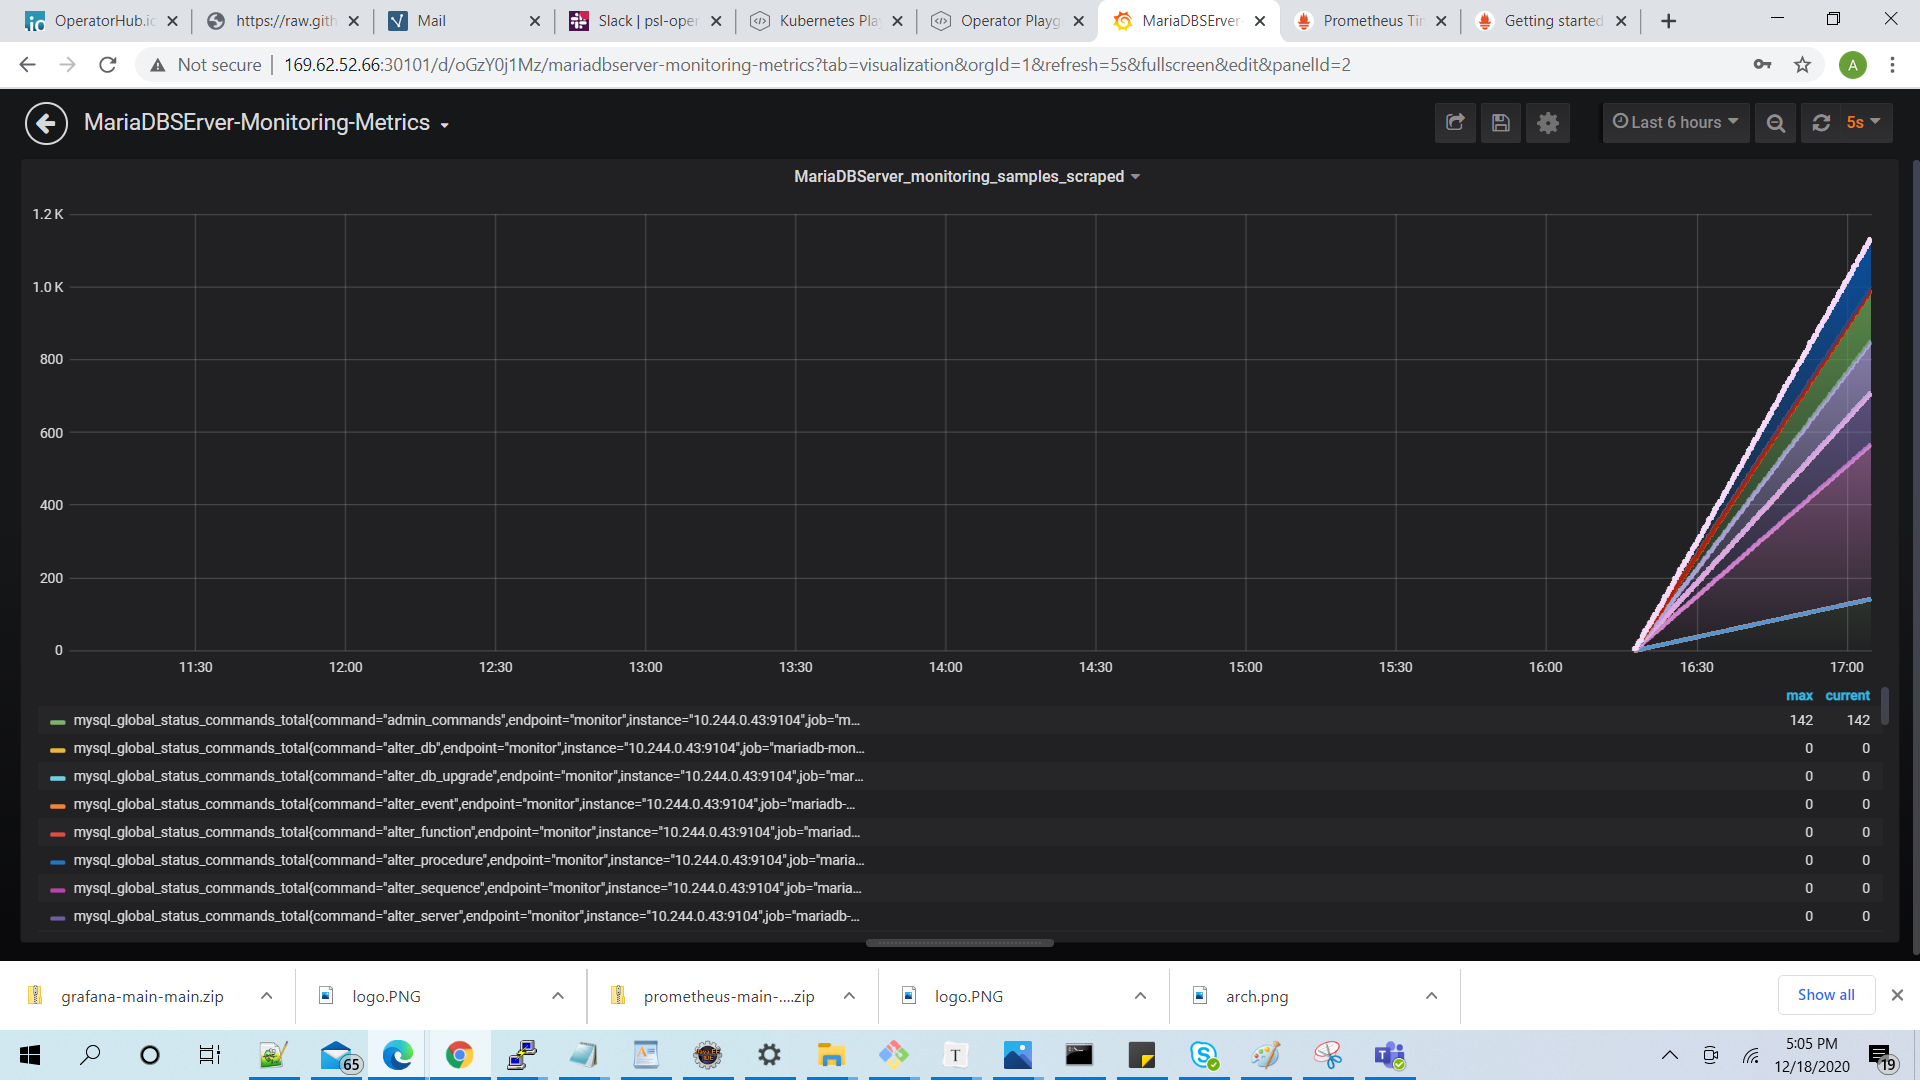 OperatorHub.io
https://raw.gith
Mail
Slack | psl-oper
Kubernetes Pla
Operator Playg
MariaDBSErver-
Prometheus Tim
Getting started
Not secure
169.62.52.66:30101/d/oGzY0j1Mz/mariadbserver-monitoring-metrics?tab=visualization&orgId=1&refresh=5s&fullscreen&edit&panelId=2
A
MariaDBSErver-Monitoring-Metrics
Last 6 hours
5s
MariaDBServer_monitoring_samples_scraped
1.2 K
1.0 K
800
600
400
200
0
11:30 12:00 12:30 13:00 13:30 14:00 14:30 15:00 15:30 16:00 16:30 17:00
max current
mysql_global_status_commands_total{command="admin_commands",endpoint="monitor",instance="10.244.0.43:9104",job="m... 142 142
mysql_global_status_commands_total{command="alter_db",endpoint="monitor",instance="10.244.0.43:9104",job="mariadb-mon... 0 0
mysql_global_status_commands_total{command="alter_db_upgrade",endpoint="monitor",instance="10.244.0.43:9104",job="mar... 0 0
mysql_global_status_commands_total{command="alter_event",endpoint="monitor",instance="10.244.0.43:9104",job="mariadb-... 0 0
mysql_global_status_commands_total{command="alter_function",endpoint="monitor",instance="10.244.0.43:9104",job="mariad... 0 0
mysql_global_status_commands_total{command="alter_procedure",endpoint="monitor",instance="10.244.0.43:9104",job="maria... 0 0
mysql_global_status_commands_total{command="alter_sequence",endpoint="monitor",instance="10.244.0.43:9104",job="maria... 0 0
mysql_global_status_commands_total{command="alter_server",endpoint="monitor",instance="10.244.0.43:9104",job="mariadb-... 0 0
grafana-main-main.zip
logo.PNG
prometheus-main-....zip
logo.PNG
arch.png
Show all
65
T
5:05 PM
12/18/2020
19